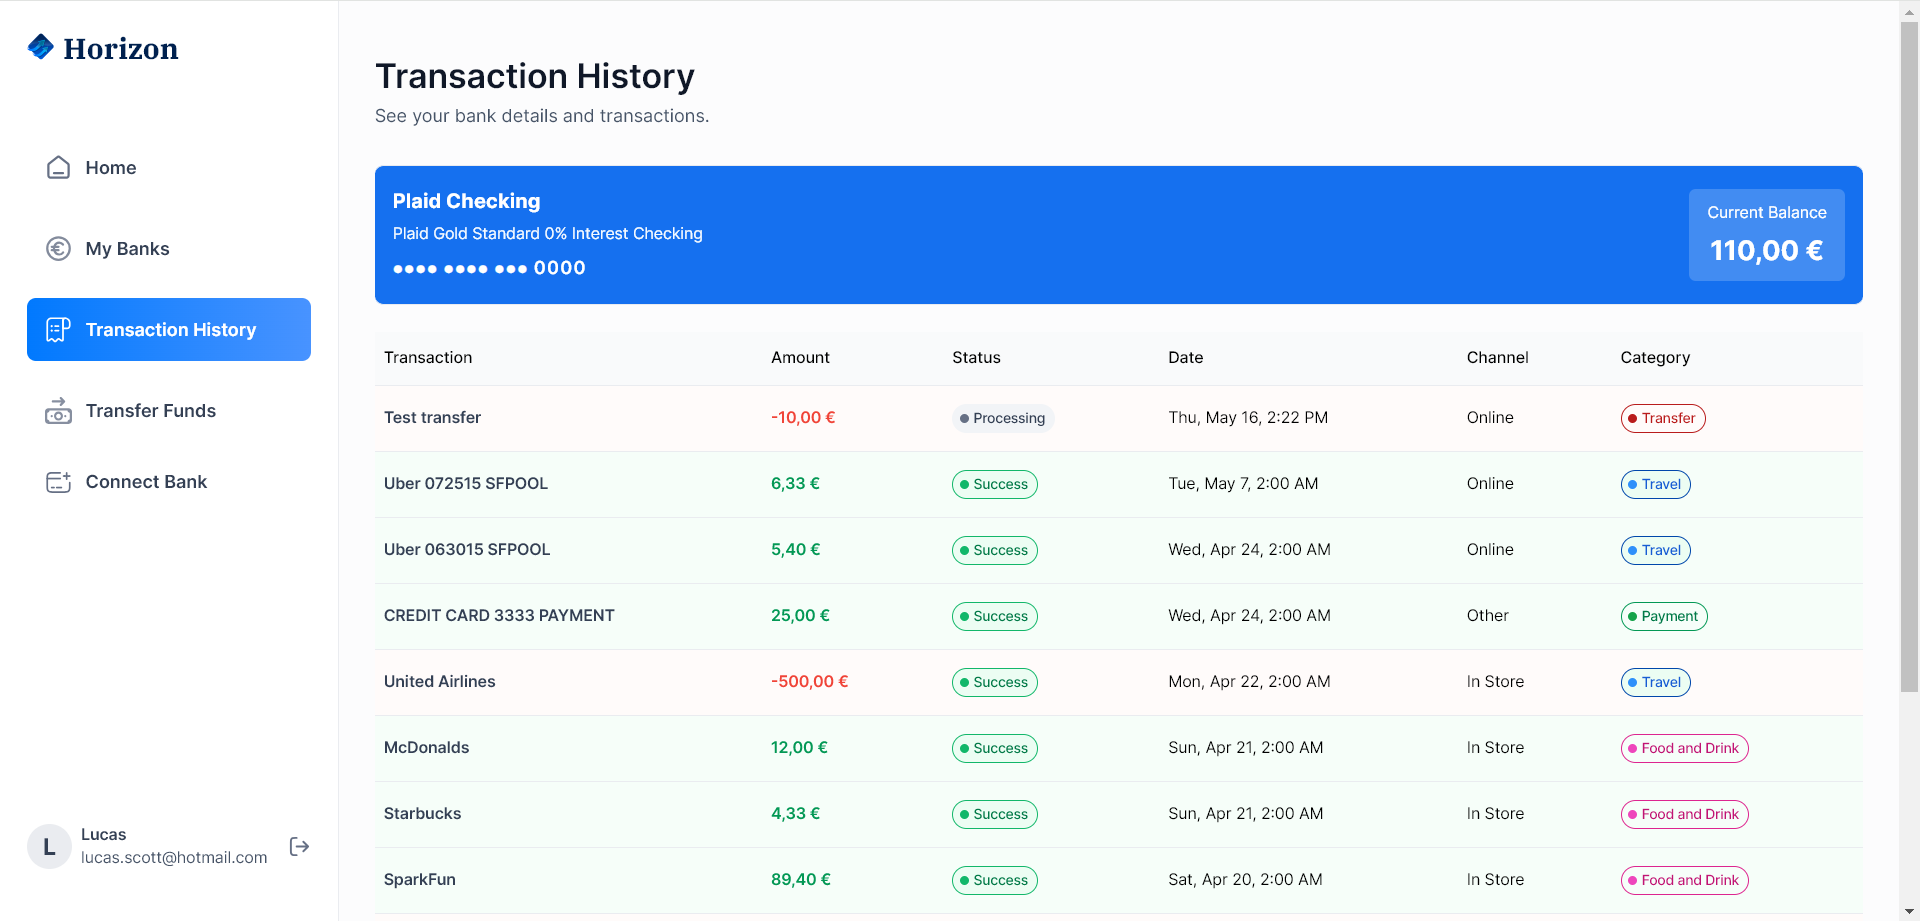 Horizon
Home
My Banks
Transaction History
Transfer Funds
Connect Bank
L
Lucas
lucas.scott@hotmail.com
Transaction History
See your bank details and transactions.
Plaid Checking
Plaid Gold Standard 0% Interest Checking
●●●● ●●●● ●●● 0000
Current Balance
110,00 €
Transaction Amount Status Date Channel Category
Test transfer -10,00 € Processing Thu, May 16, 2:22 PM Online Transfer
Uber 072515 SFPOOL 6,33 € Success Tue, May 7, 2:00 AM Online Travel
Uber 063015 SFPOOL 5,40 € Success Wed, Apr 24, 2:00 AM Online Travel
CREDIT CARD 3333 PAYMENT 25,00 € Success Wed, Apr 24, 2:00 AM Other Payment
United Airlines -500,00 € Success Mon, Apr 22, 2:00 AM In Store Travel
McDonalds 12,00 € Success Sun, Apr 21, 2:00 AM In Store Food and Drink
Starbucks 4,33 € Success Sun, Apr 21, 2:00 AM In Store Food and Drink
SparkFun 89,40 € Success Sat, Apr 20, 2:00 AM In Store Food and Drink